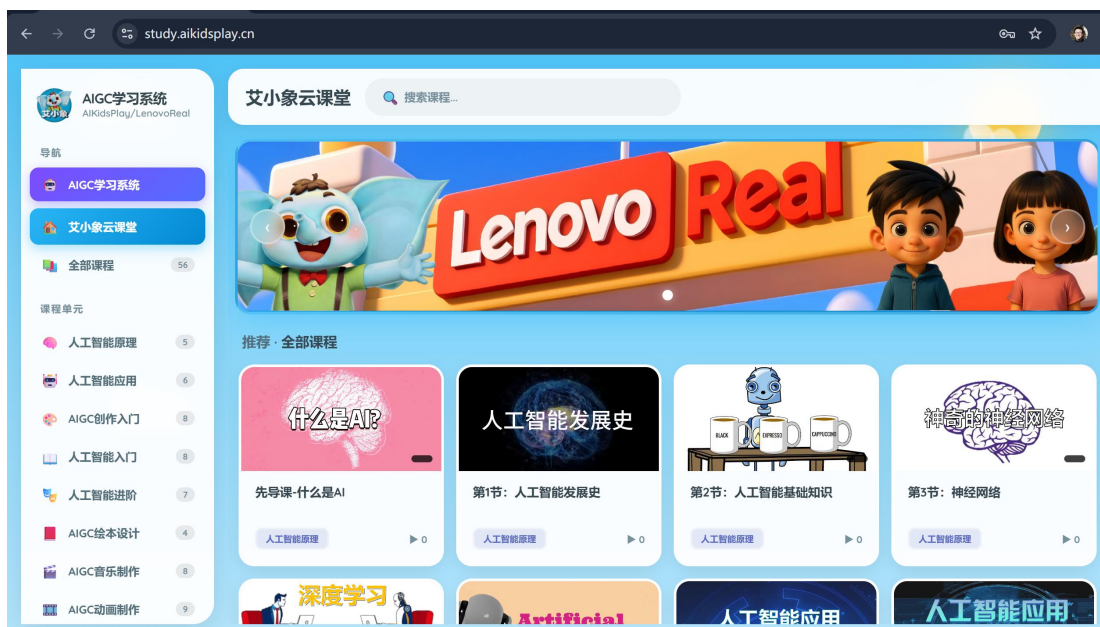 study.aikidsplay.cn
AIGC学习系统
AIKidsPlay/LenovoReal
艾小象
导航
AIGC学习系统
艾小象云课堂
全部课程 56
课程单元
人工智能原理 5
人工智能应用 6
AIGC创作入门 8
人工智能入门 8
人工智能进阶 7
AIGC绘本设计 4
AIGC音乐制作 8
AIGC动画制作 9
艾小象云课堂
搜索课程...
Lenovo Real
推荐 · 全部课程
什么是AI?
先导课-什么是AI
人工智能原理 0
人工智能发展史
第1节：人工智能发展史
人工智能原理 0
BLACK EXPRESSO CAPPUCCINO
第2节：人工智能基础知识
人工智能原理 0
神奇的神经网络
第3节：神经网络
人工智能原理 0
深度学习
Artificial
人工智能应用
人工智能应用